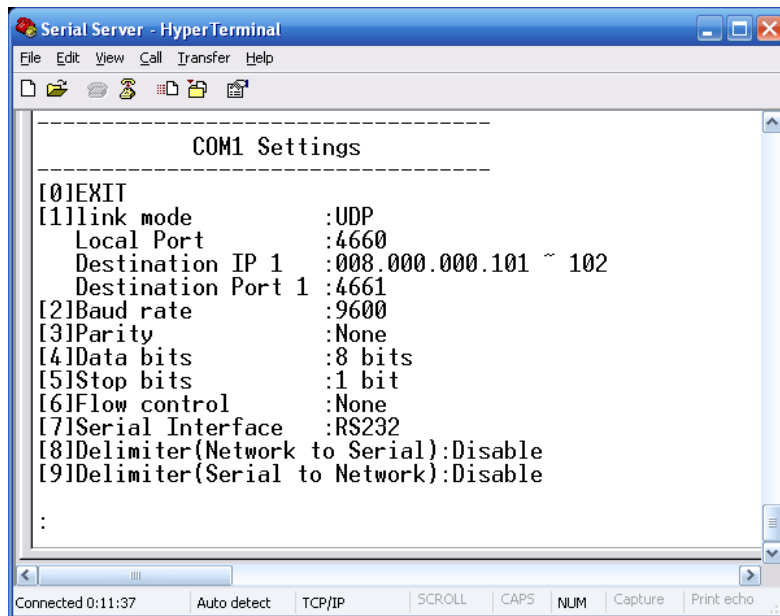 Serial Server - HyperTerminal
File Edit View Call Transfer Help
-----------------------------------
COM1 Settings
-----------------------------------
[0]EXIT
[1]link mode :UDP
Local Port :4660
Destination IP 1 :008.000.000.101 ~ 102
Destination Port 1 :4661
[2]Baud rate :9600
[3]Parity :None
[4]Data bits :8 bits
[5]Stop bits :1 bit
[6]Flow control :None
[7]Serial Interface :RS232
[8]Delimiter(Network to Serial):Disable
[9]Delimiter(Serial to Network):Disable
:
Connected 0:11:37 Auto detect TCP/IP SCROLL CAPS NUM Capture Print echo